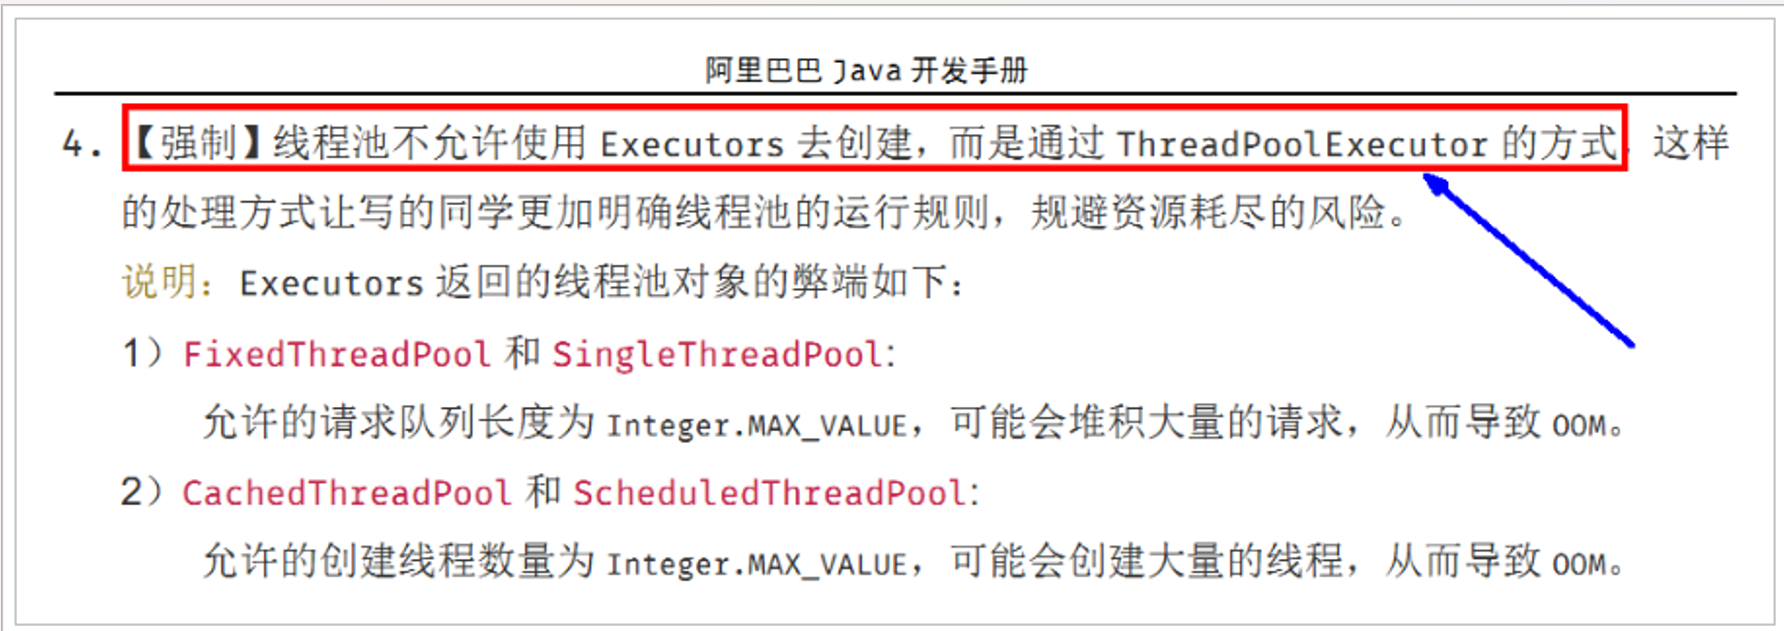 阿里巴巴 Java 开发手册
4. 【强制】线程池不允许使用 Executors 去创建，而是通过 ThreadPoolExecutor 的方式，这样
的处理方式让写的同学更加明确线程池的运行规则，规避资源耗尽的风险。
说明：Executors 返回的线程池对象的弊端如下：
1）FixedThreadPool 和 SingleThreadPool:
允许的请求队列长度为 Integer.MAX_VALUE，可能会堆积大量的请求，从而导致 OOM。
2）CachedThreadPool 和 ScheduledThreadPool:
允许的创建线程数量为 Integer.MAX_VALUE，可能会创建大量的线程，从而导致 OOM。